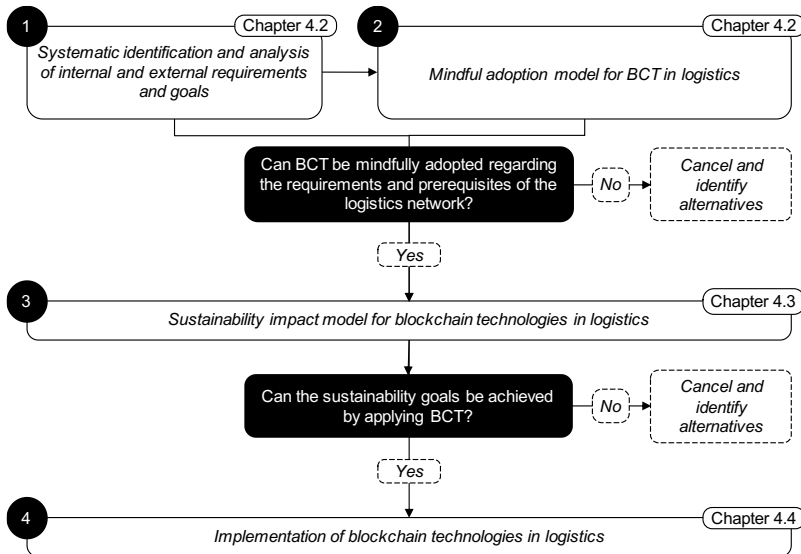 1
Chapter 4.2
Systematic identification and analysis
of internal and external requirements
and goals
2
Chapter 4.2
Mindful adoption model for BCT in logistics
Can BCT be mindfully adopted regarding
the requirements and prerequisites of the
logistics network?
No
Cancel and
identify
alternatives
Yes
3
Chapter 4.3
Sustainability impact model for blockchain technologies in logistics
Can the sustainability goals be achieved
by applying BCT?
No
Cancel and
identify
alternatives
Yes
4
Chapter 4.4
Implementation of blockchain technologies in logistics